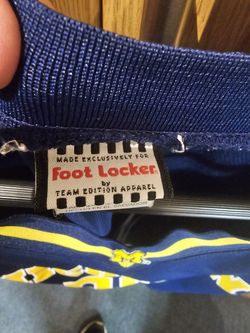 MADE EXCLUSIVELY FOR
Foot Locker
by
TEAM EDITION APPAREL
M